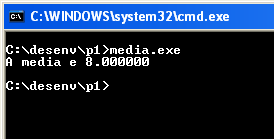 C:\WINDOWS\system32\cmd.exe
C:\desenv\p1>media.exe
A media e 8.000000
C:\desenv\p1>